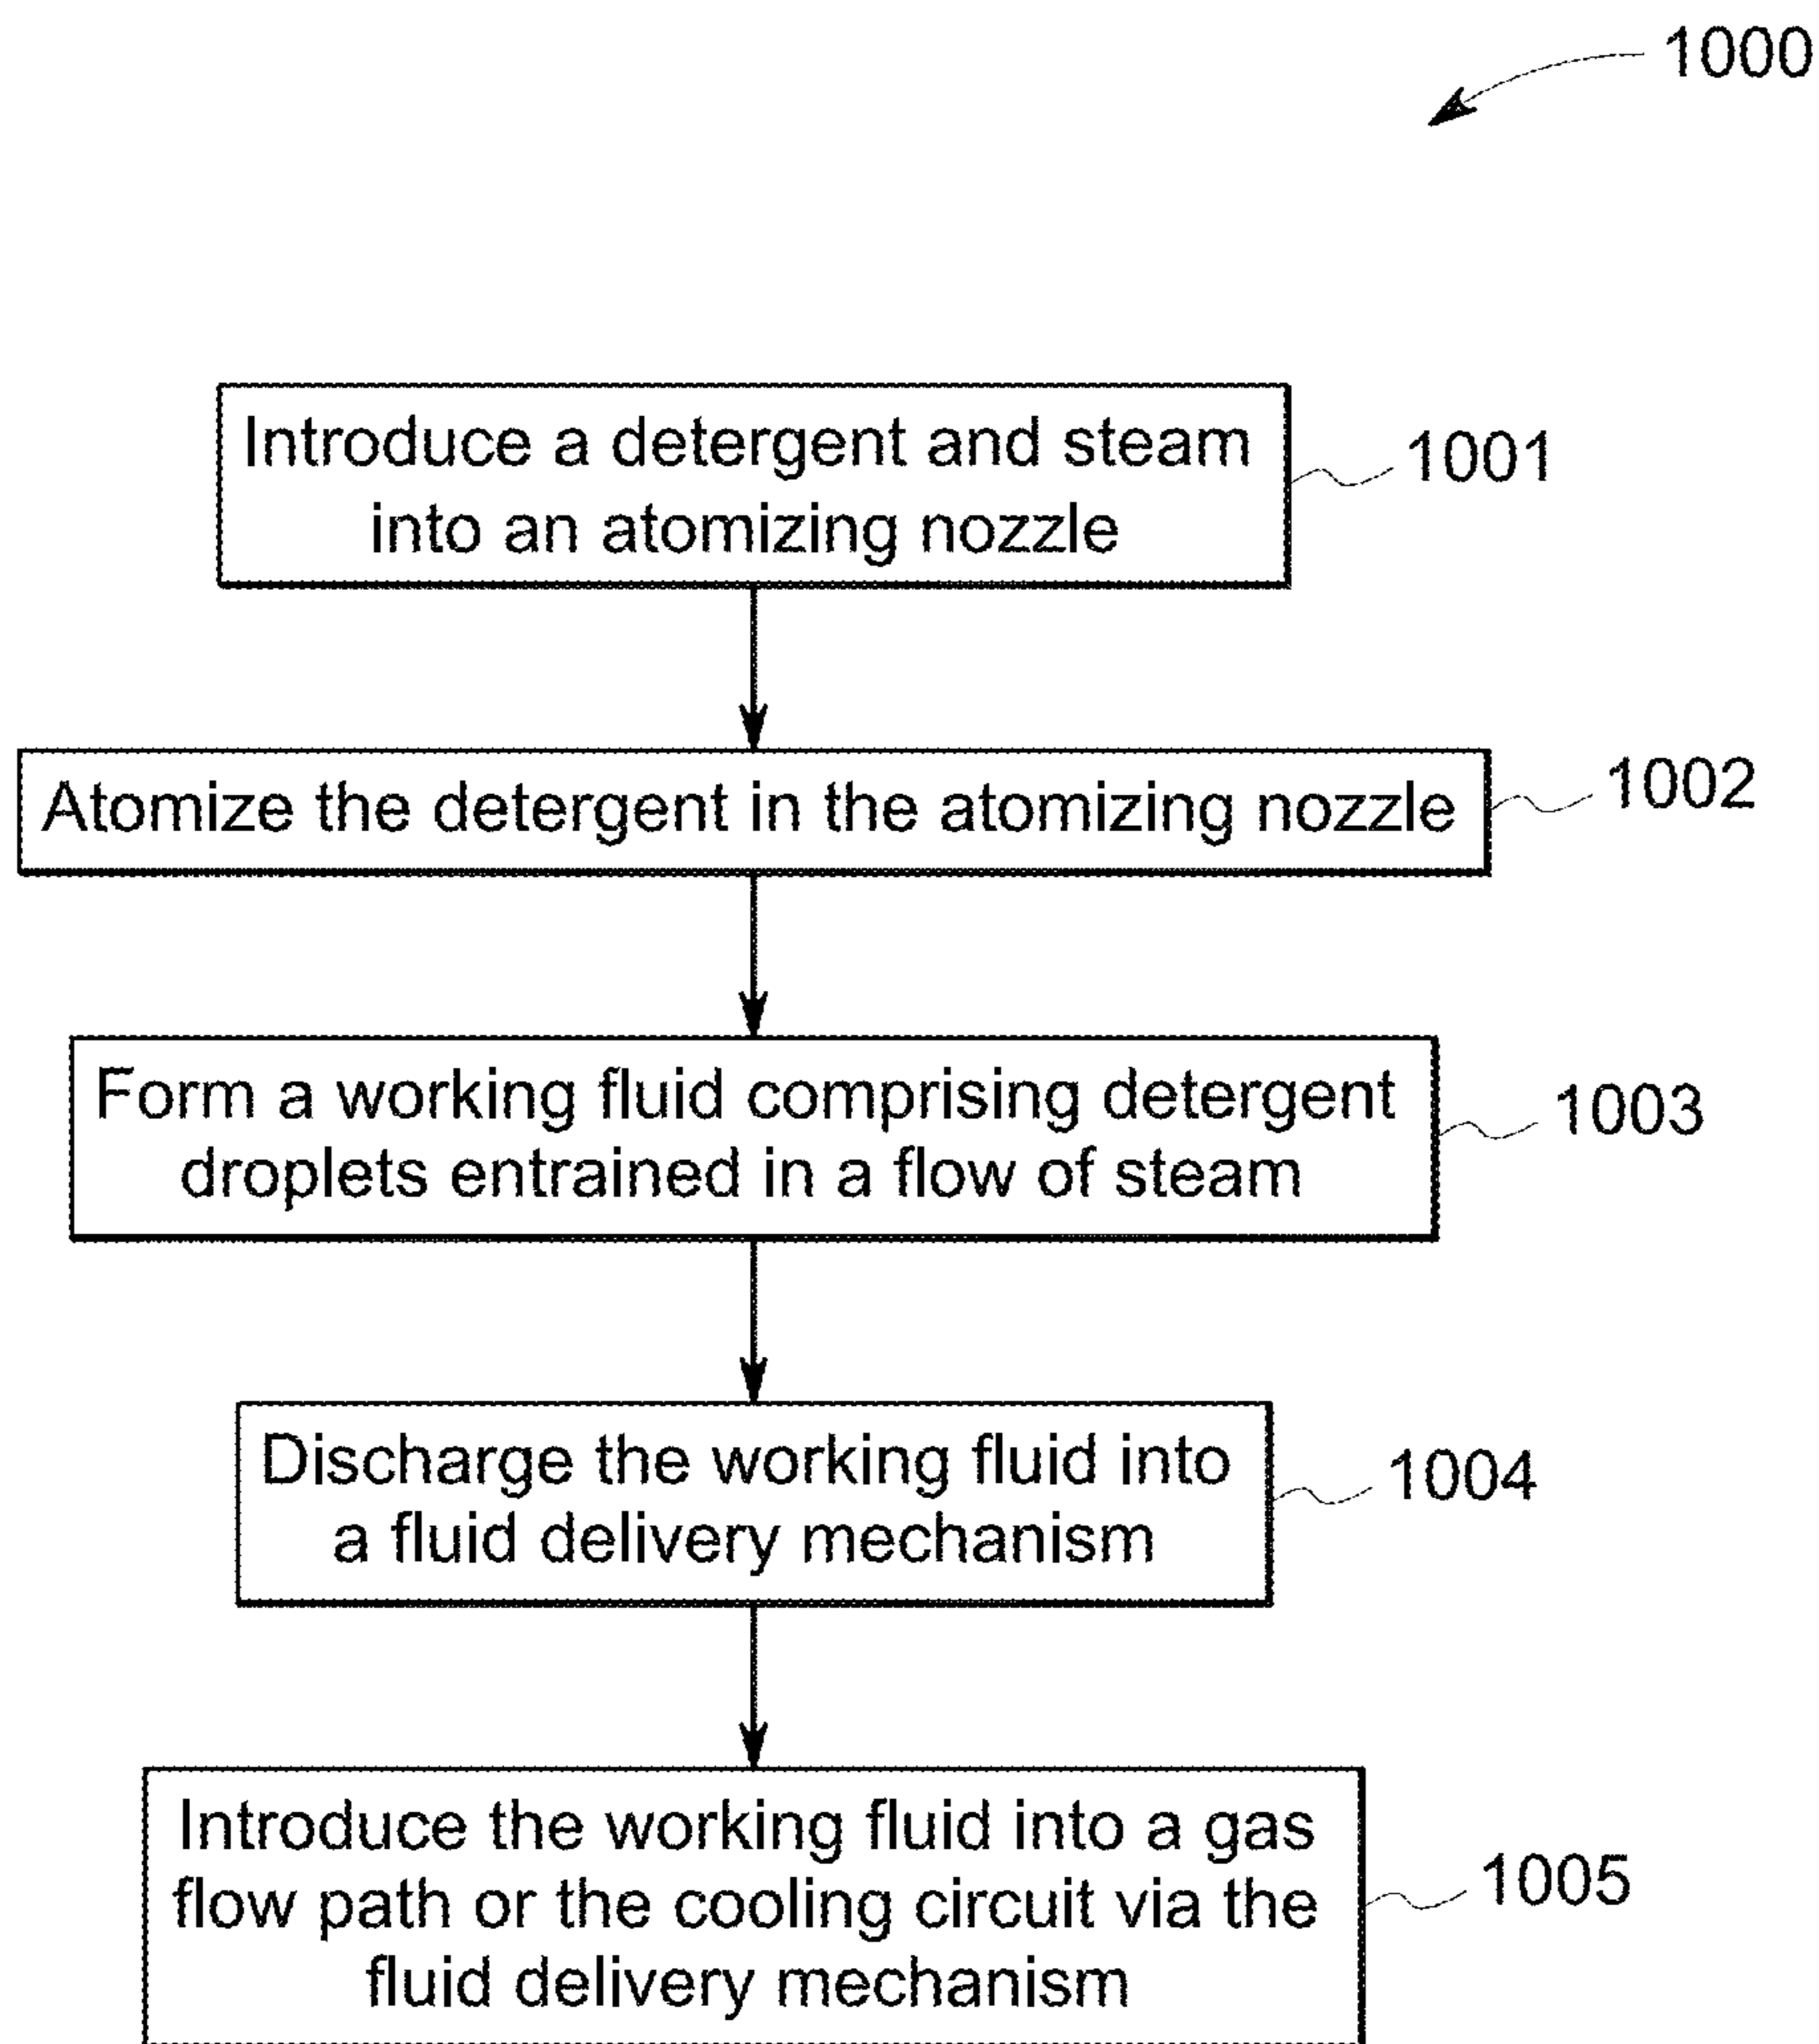 1000
Introduce a detergent and steam
into an atomizing nozzle
1001
Atomize the detergent in the atomizing nozzle
1002
Form a working fluid comprising detergent
droplets entrained in a flow of steam
1003
Discharge the working fluid into
a fluid delivery mechanism
1004
Introduce the working fluid into a gas
flow path or the cooling circuit via the
fluid delivery mechanism
1005